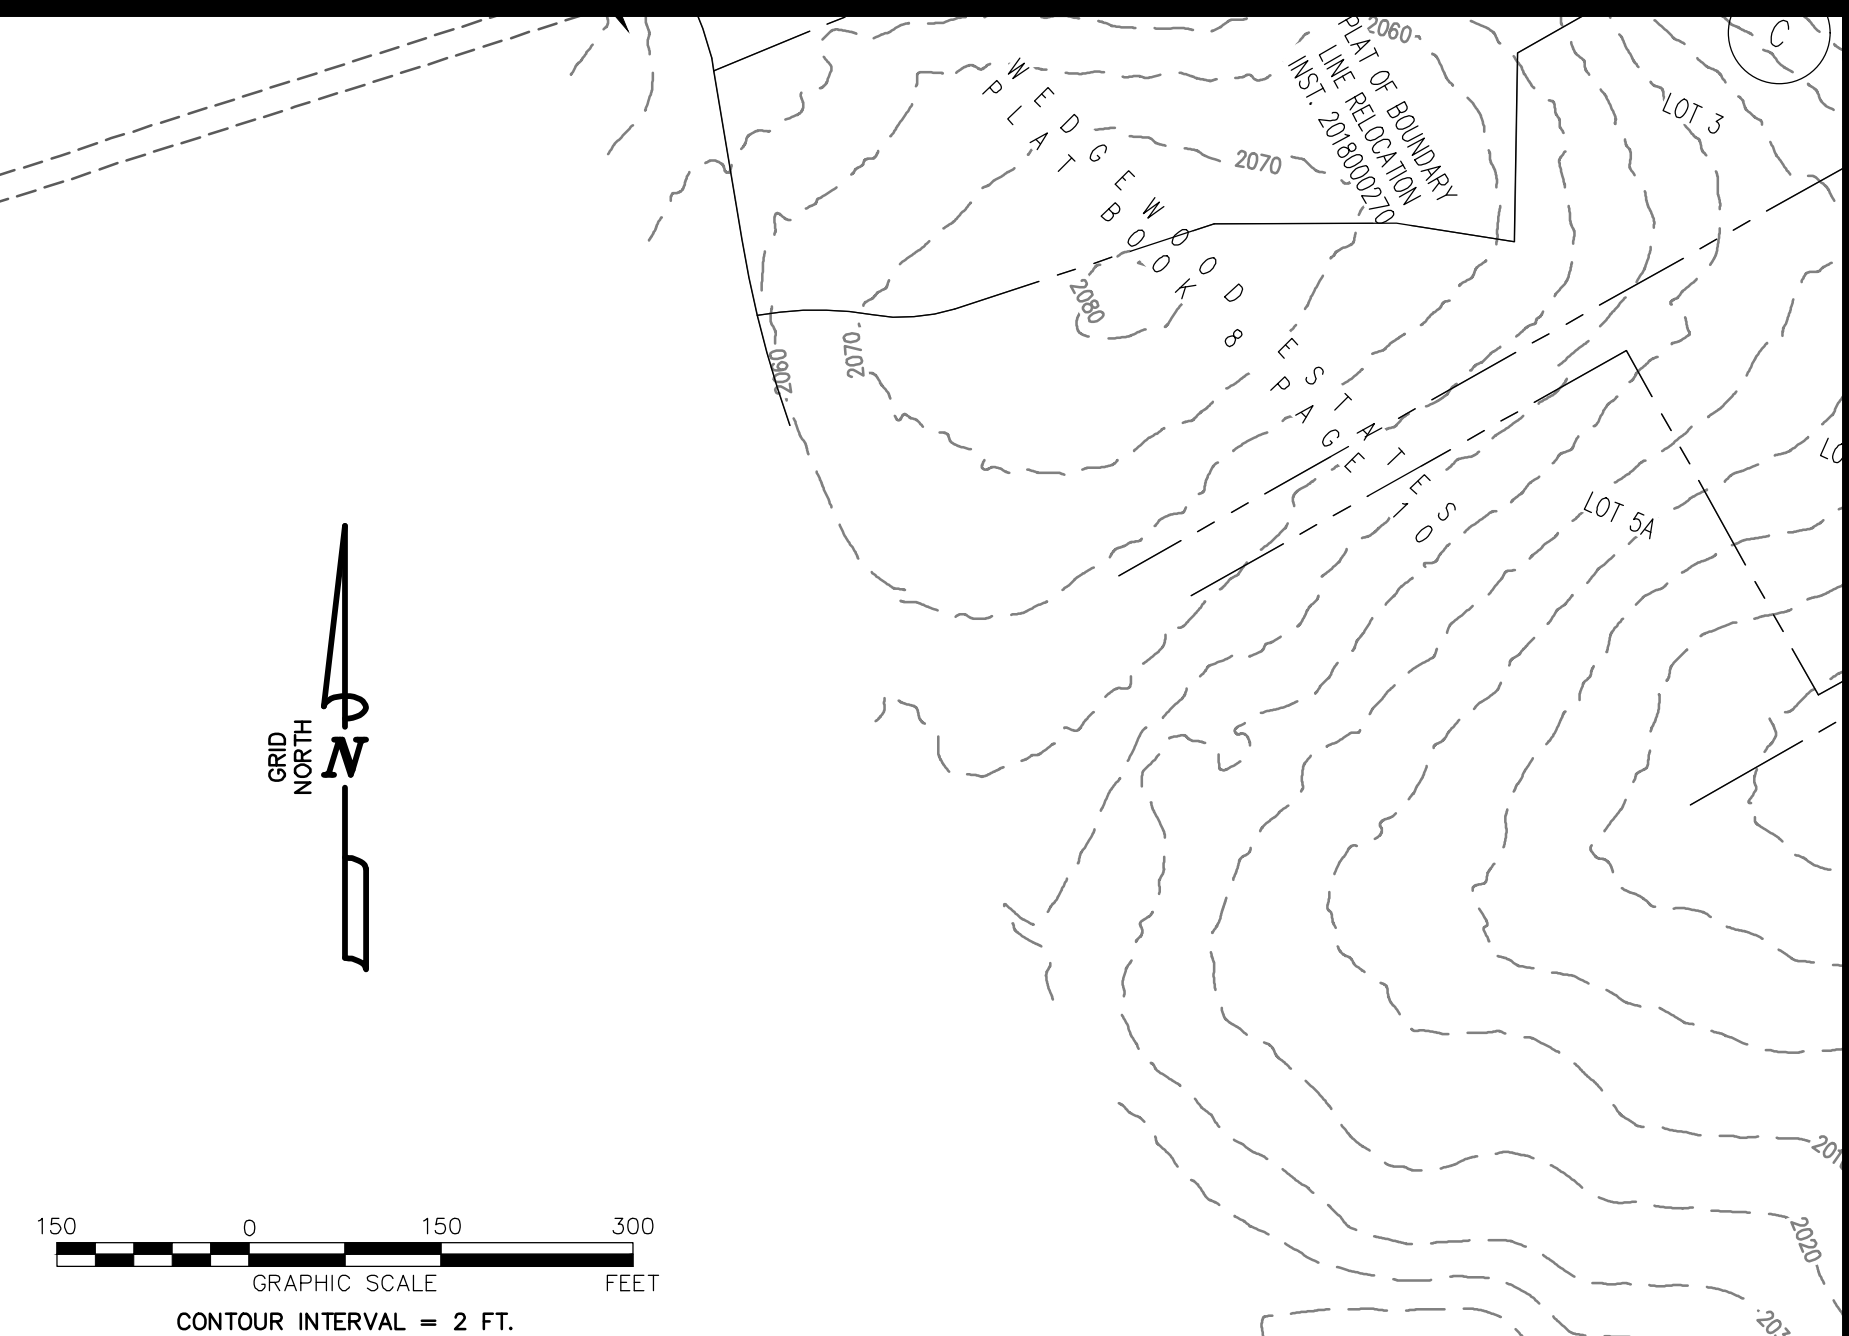 2060
C
PLAT OF BOUNDARY
LINE RELOCATION
INST. 2018000270
LOT 3
WEDGEWOOD ESTATES
PLAT BOOK 8 PAGE 10
2070
2080
2060
2070
LOT 5A
GRID
NORTH
N
2020
150 0 150 300
GRAPHIC SCALE FEET
CONTOUR INTERVAL = 2 FT.